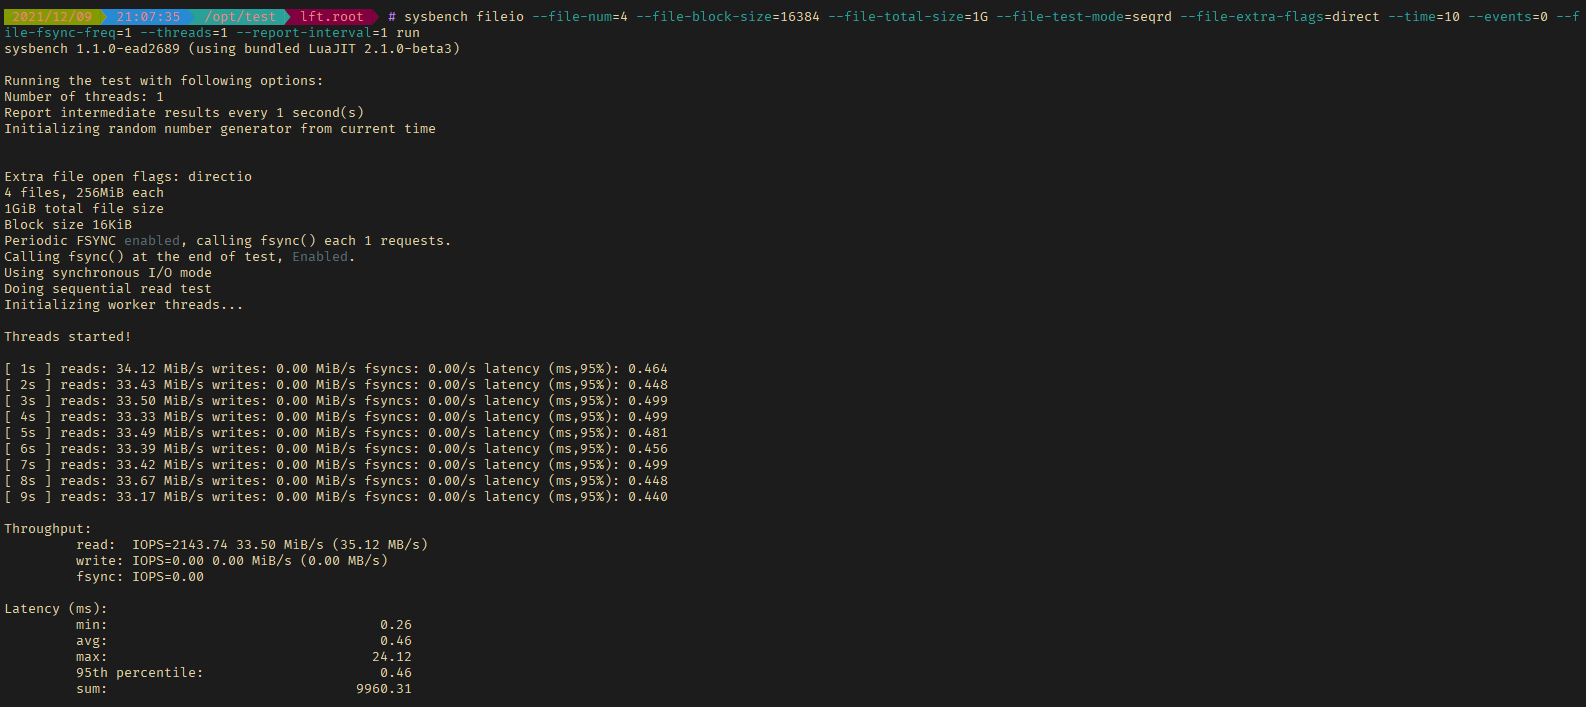 2021/12/09 21:07:35 /opt/test lft.root # sysbench fileio --file-num=4 --file-block-size=16384 --file-total-size=1G --file-test-mode=seqrd --file-extra-flags=direct --time=10 --events=0 --f
ile-fsync-freq=1 --threads=1 --report-interval=1 run
sysbench 1.1.0-ead2689 (using bundled LuaJIT 2.1.0-beta3)
Running the test with following options:
Number of threads: 1
Report intermediate results every 1 second(s)
Initializing random number generator from current time
Extra file open flags: directio
4 files, 256MiB each
1GiB total file size
Block size 16KiB
Periodic FSYNC enabled, calling fsync() each 1 requests.
Calling fsync() at the end of test, Enabled.
Using synchronous I/O mode
Doing sequential read test
Initializing worker threads...
Threads started!
[ 1s ] reads: 34.12 MiB/s writes: 0.00 MiB/s fsyncs: 0.00/s latency (ms,95%): 0.464
[ 2s ] reads: 33.43 MiB/s writes: 0.00 MiB/s fsyncs: 0.00/s latency (ms,95%): 0.448
[ 3s ] reads: 33.50 MiB/s writes: 0.00 MiB/s fsyncs: 0.00/s latency (ms,95%): 0.499
[ 4s ] reads: 33.33 MiB/s writes: 0.00 MiB/s fsyncs: 0.00/s latency (ms,95%): 0.499
[ 5s ] reads: 33.49 MiB/s writes: 0.00 MiB/s fsyncs: 0.00/s latency (ms,95%): 0.481
[ 6s ] reads: 33.39 MiB/s writes: 0.00 MiB/s fsyncs: 0.00/s latency (ms,95%): 0.456
[ 7s ] reads: 33.42 MiB/s writes: 0.00 MiB/s fsyncs: 0.00/s latency (ms,95%): 0.499
[ 8s ] reads: 33.67 MiB/s writes: 0.00 MiB/s fsyncs: 0.00/s latency (ms,95%): 0.448
[ 9s ] reads: 33.17 MiB/s writes: 0.00 MiB/s fsyncs: 0.00/s latency (ms,95%): 0.440
Throughput:
read: IOPS=2143.74 33.50 MiB/s (35.12 MB/s)
write: IOPS=0.00 0.00 MiB/s (0.00 MB/s)
fsync: IOPS=0.00
Latency (ms):
min: 0.26
avg: 0.46
max: 24.12
95th percentile: 0.46
sum: 9960.31